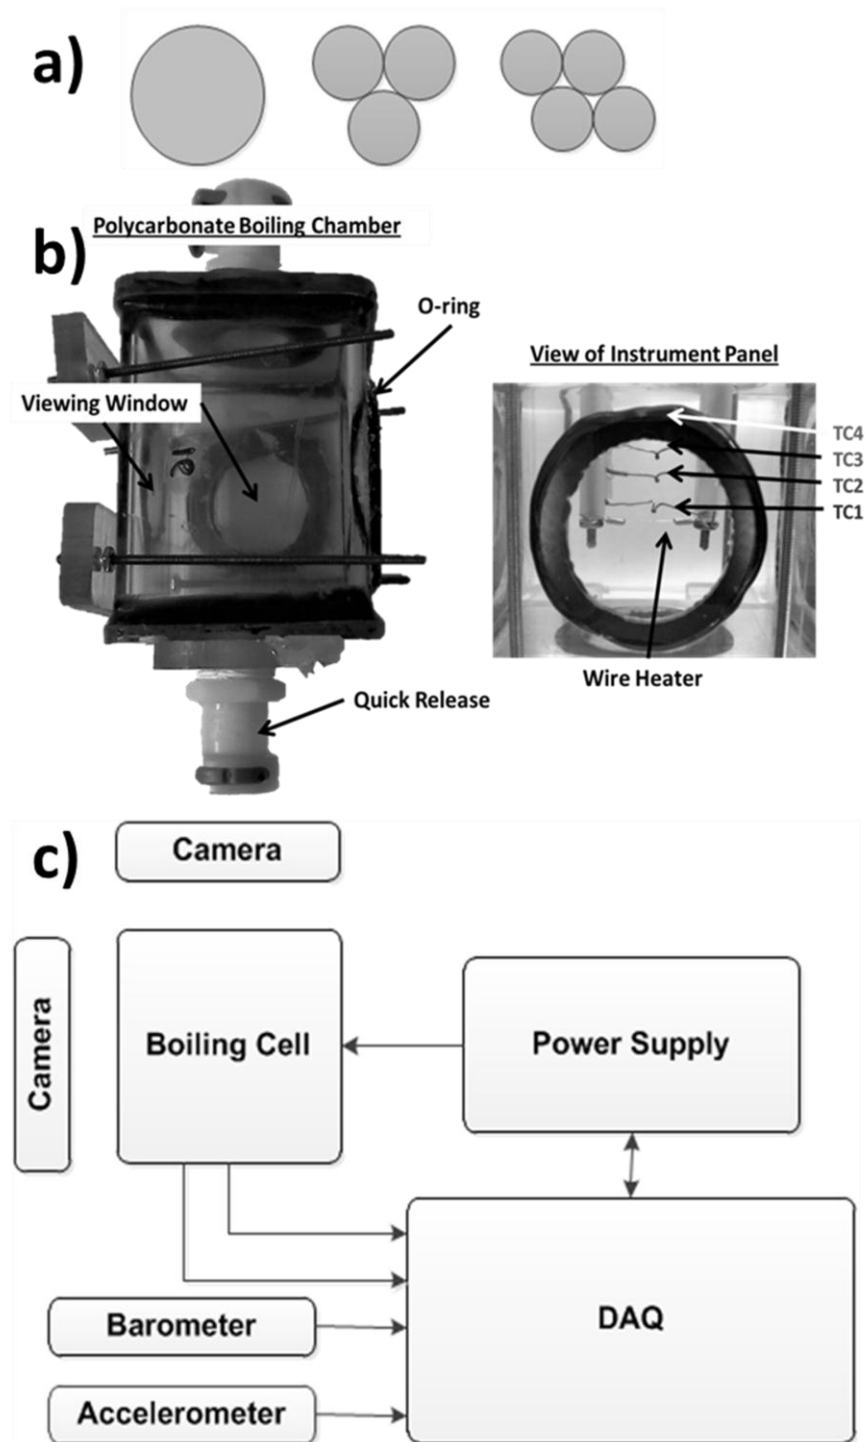 a)
Polycarbonate Boiling Chamber
b)
O-ring
View of Instrument Panel
Viewing Window
TC4
TC3
TC2
TC1
Wire Heater
Quick Release
c)
Camera
Camera
Boiling Cell
Power Supply
DAQ
Barometer
Accelerometer